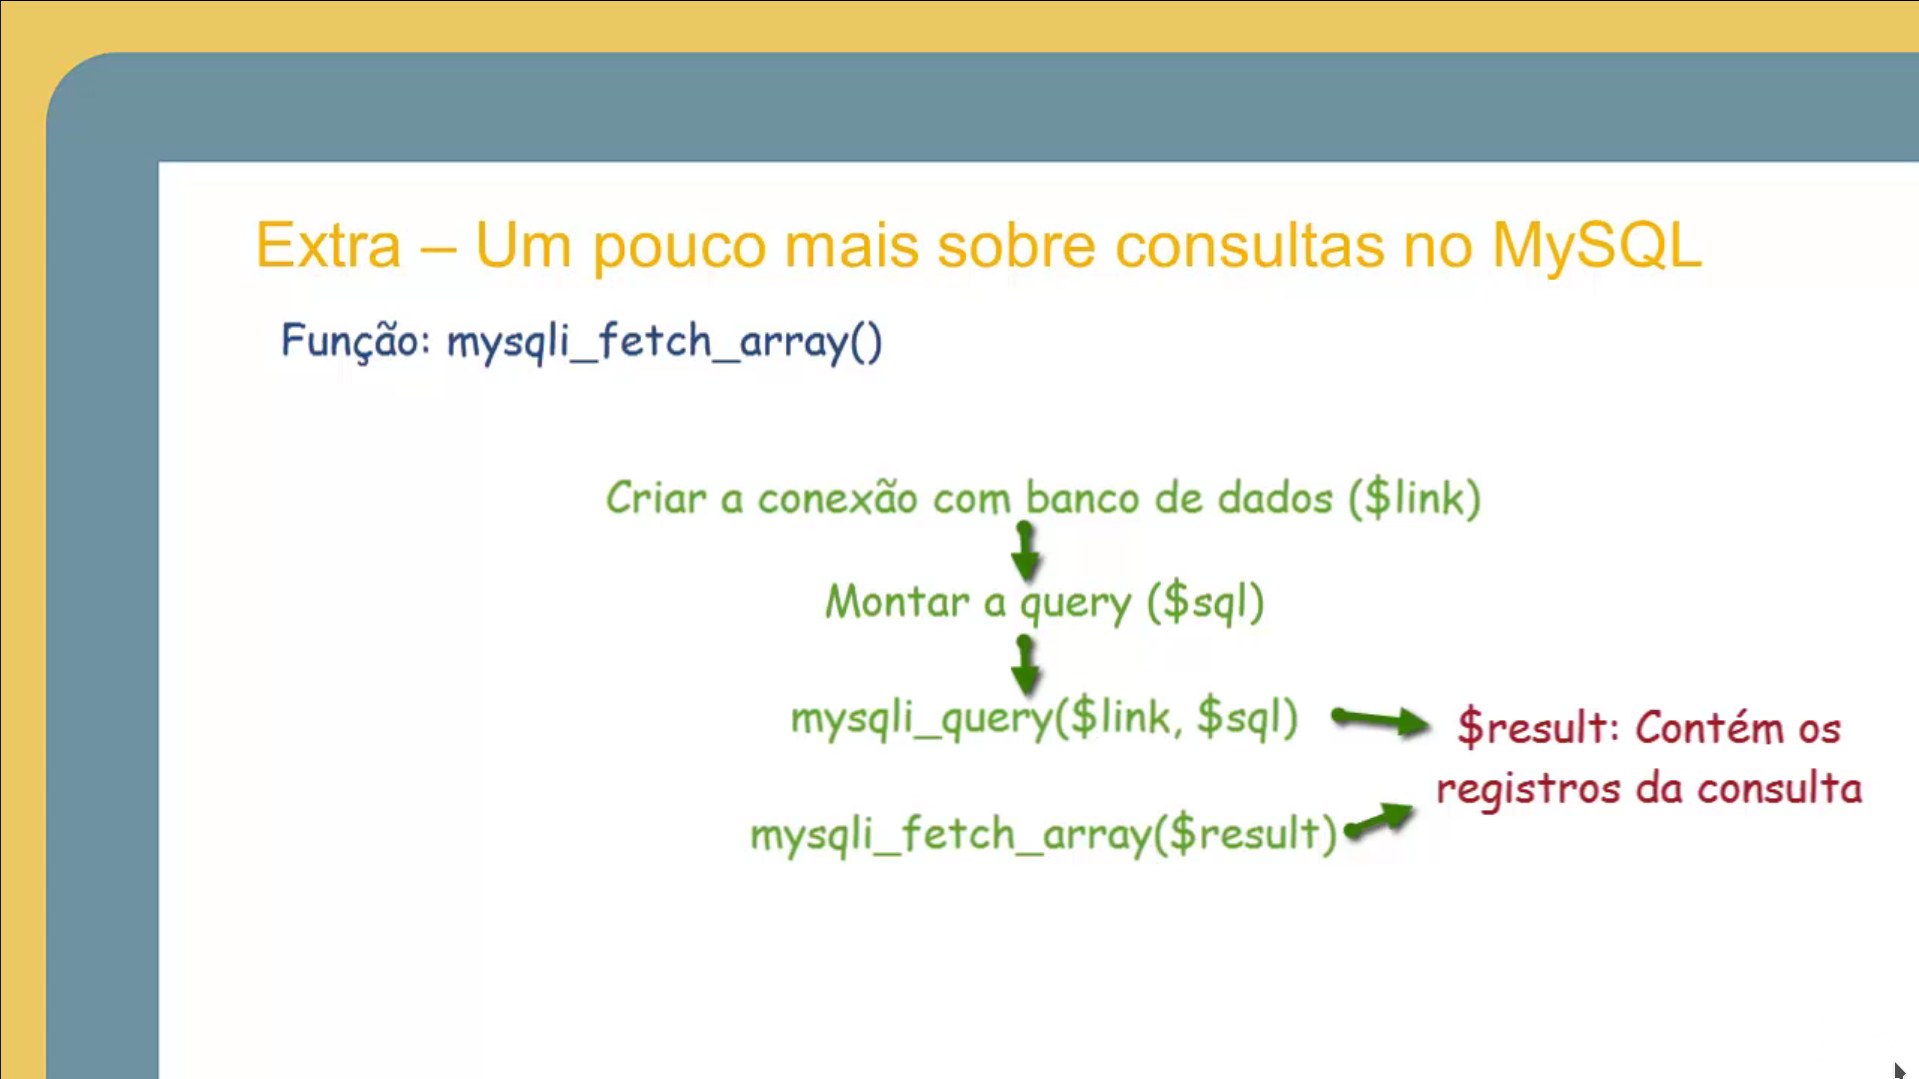 Extra – Um pouco mais sobre consultas no MySQL
Função: mysqli_fetch_array()
Criar a conexão com banco de dados ($link)
Montar a query ($sql)
mysqli_query($link, $sql)
$result: Contém os
registros da consulta
mysqli_fetch_array($result)